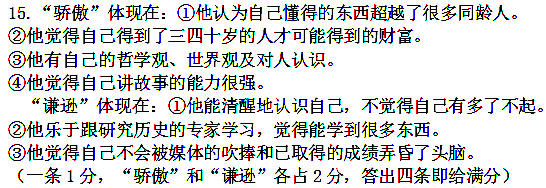 15.“骄傲”体现在：①他认为自己懂得的东西超越了很多同龄人。
②他觉得自己得到了三四十岁的人才可能得到的财富。
③他有自己的哲学观、世界观及对人认识。
④他觉得自己讲故事的能力很强。
“谦逊”体现在：①他能清醒地认识自己，不觉得自己有多了不起。
②他乐于跟研究历史的专家学习，觉得能学到很多东西。
③他觉得自己不会被媒体的吹捧和已取得的成绩弄昏了头脑。
（一条1分，“骄傲”和“谦逊”各占2分，答出四条即给满分）